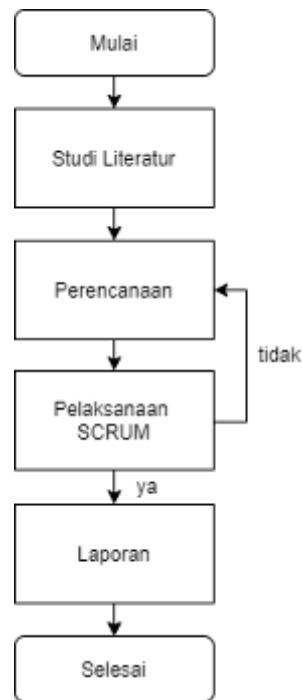 Mulai
Studi Literatur
Perencanaan
tidak
Pelaksanaan
SCRUM
ya
Laporan
Selesai